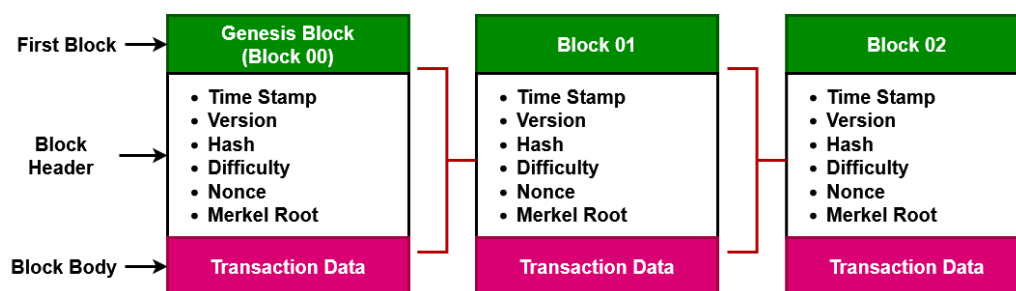 First Block
Genesis Block
(Block 00)
Block 01
Block 02
Block
Header
• Time Stamp
• Version
• Hash
• Difficulty
• Nonce
• Merkel Root
• Time Stamp
• Version
• Hash
• Difficulty
• Nonce
• Merkel Root
• Time Stamp
• Version
• Hash
• Difficulty
• Nonce
• Merkel Root
Block Body
Transaction Data
Transaction Data
Transaction Data